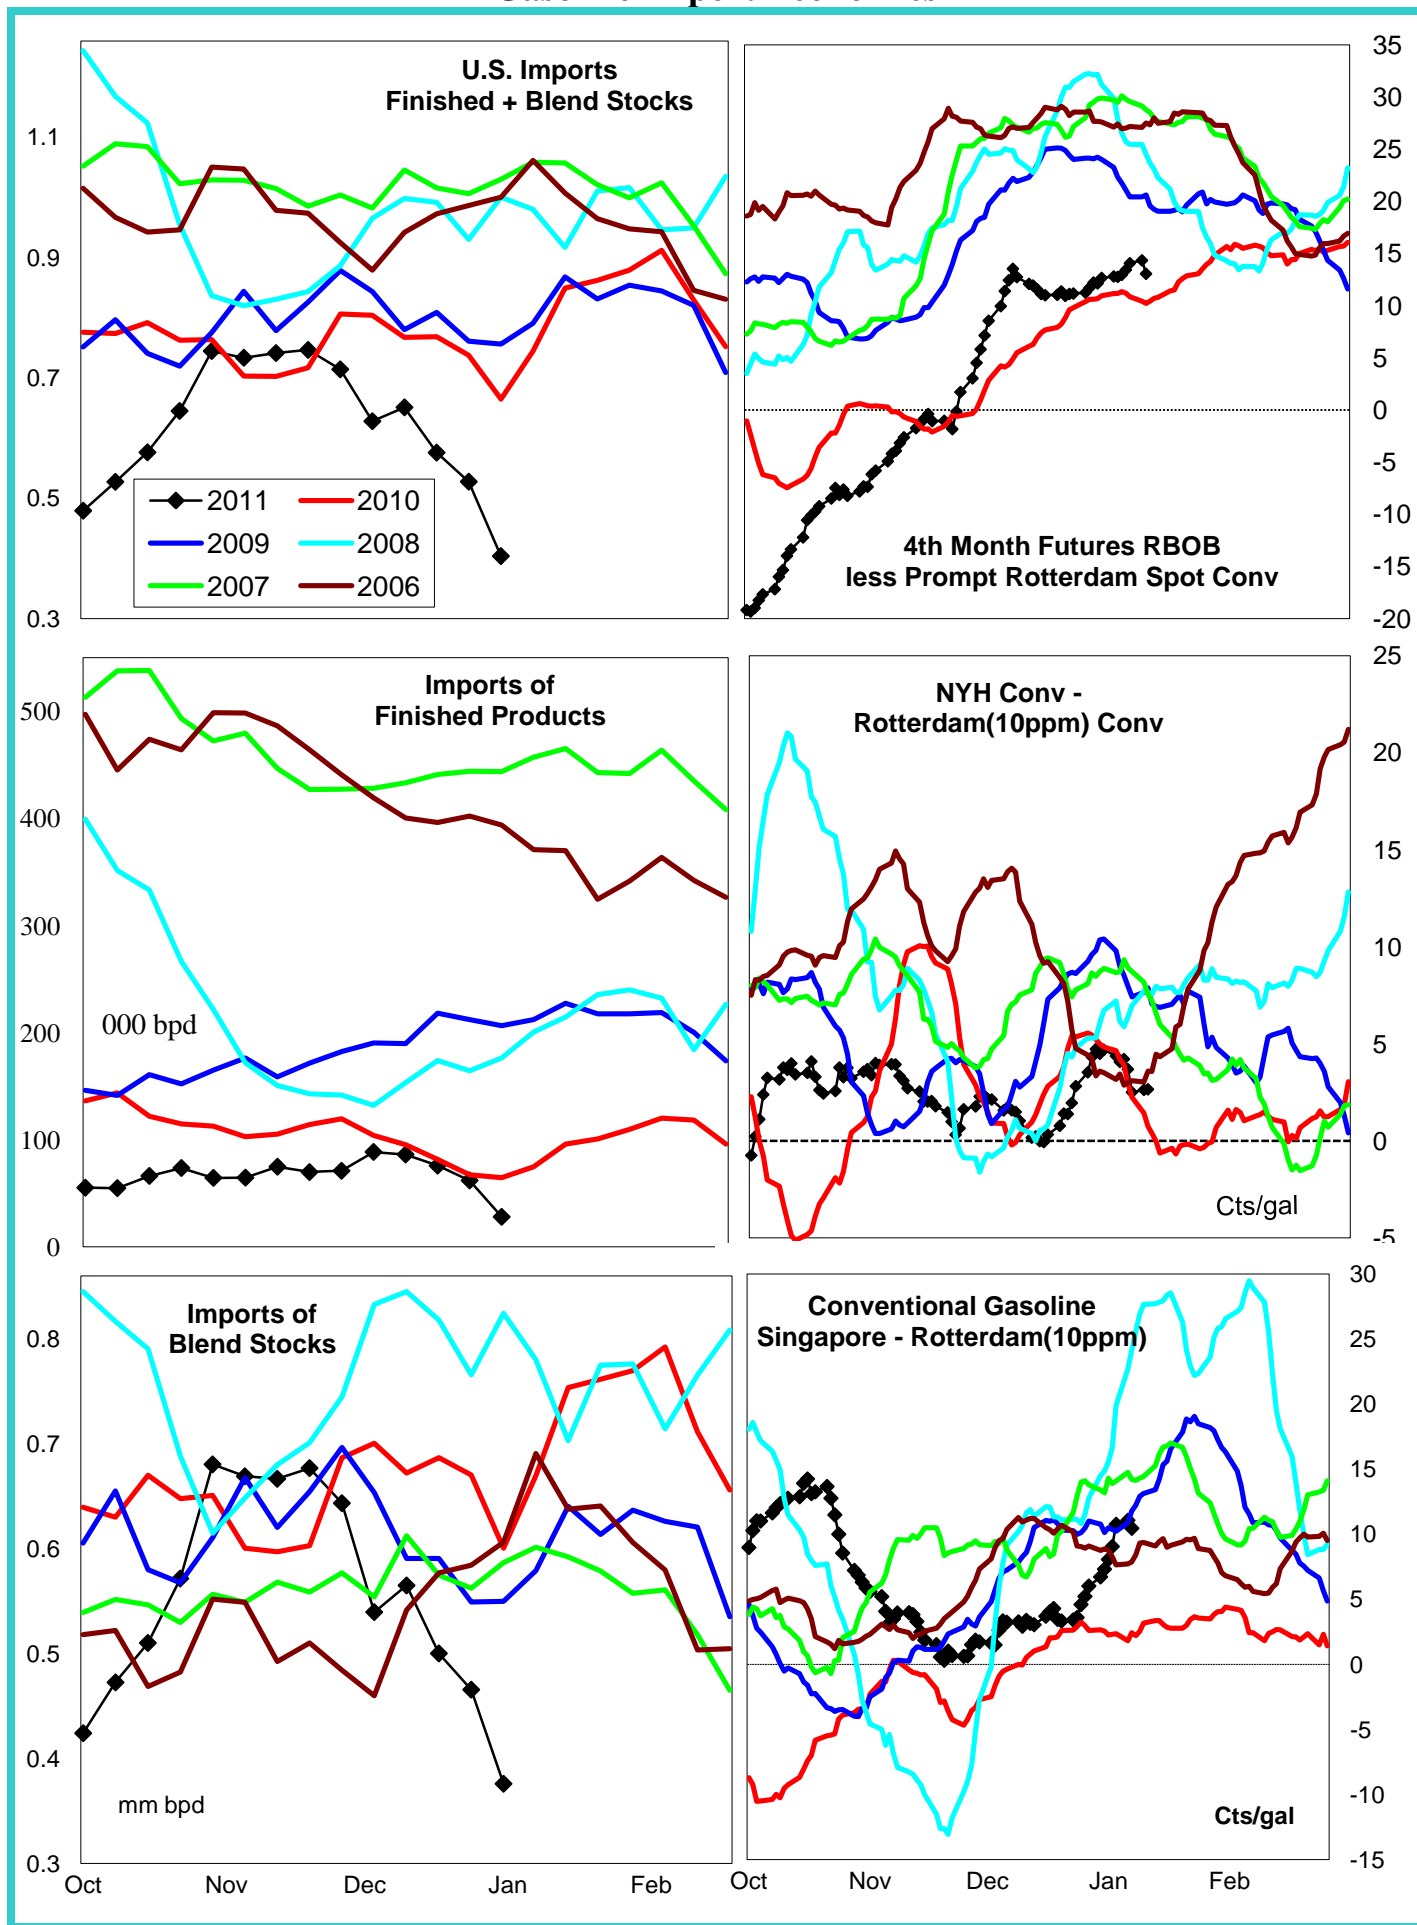 U.S. Imports
Finished + Blend Stocks
1.1
0.9
0.7
0.5
0.3
2011
2010
2009
2008
2007
2006
35
30
25
20
15
10
5
0
-5
-10
-15
-20
4th Month Futures RBOB
less Prompt Rotterdam Spot Conv
Imports of
Finished Products
500
400
300
200
100
0
000 bpd
NYH Conv -
Rotterdam(10ppm) Conv
25
20
15
10
5
0
-5
Cts/gal
Imports of
Blend Stocks
0.8
0.7
0.6
0.5
0.4
0.3
mm bpd
Oct Nov Dec Jan Feb
Conventional Gasoline
Singapore - Rotterdam(10ppm)
30
25
20
15
10
5
0
-5
-10
-15
Cts/gal
Oct Nov Dec Jan Feb